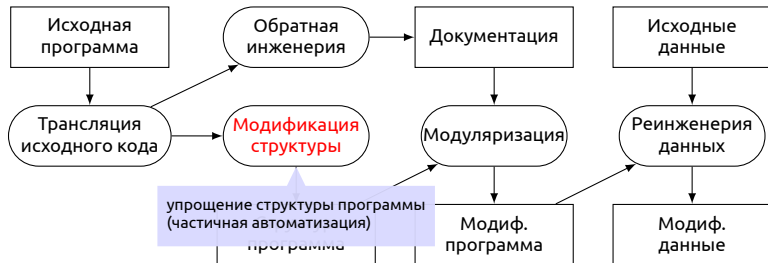 Исходная
программа
Обратная
инженерия
Документация
Исходные
данные
Трансляция
исходного кода
Модификация
структуры
Модуляризация
Реинженерия
данных
упрощение структуры программы
(частичная автоматизация)
программа
Модиф.
программа
Модиф.
данные